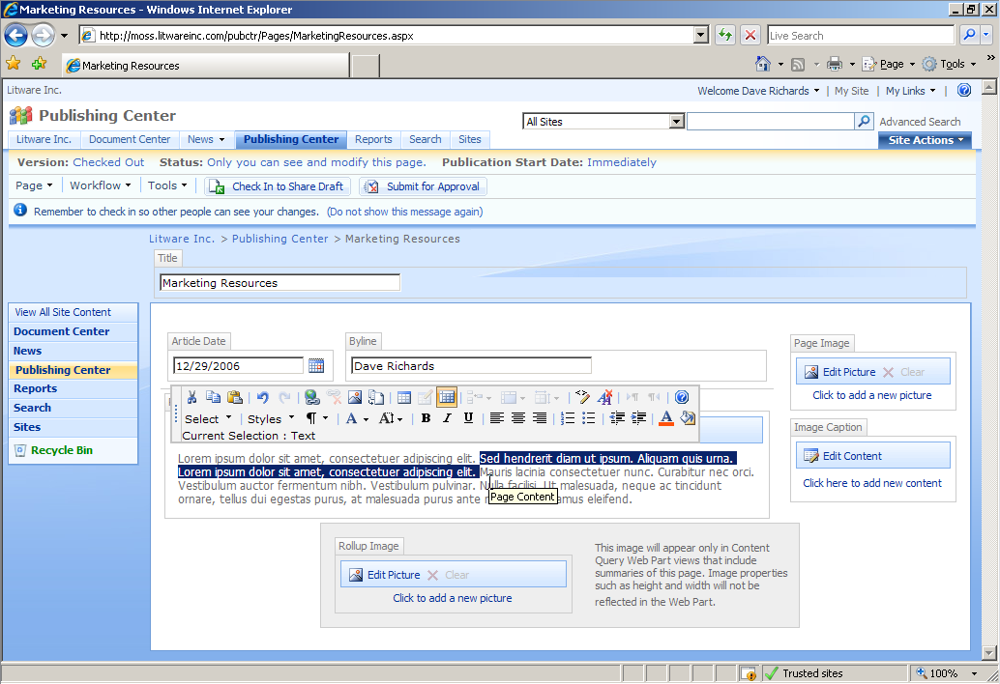 Marketing Resources - Windows Internet Explorer
http://moss.litwareinc.com/pubctr/Pages/MarketingResources.aspx
Live Search
Marketing Resources
Page
Tools
Litware Inc.
Welcome Dave Richards | My Site | My Links |
Publishing Center
All Sites
Advanced Search
Litware Inc. Document Center News Publishing Center Reports Search Sites
Site Actions
Version: Checked Out Status: Only you can see and modify this page. Publication Start Date: Immediately
Page Workflow Tools Check In to Share Draft Submit for Approval
Remember to check in so other people can see your changes. (Do not show this message again)
Litware Inc. > Publishing Center > Marketing Resources
Title
Marketing Resources
View All Site Content
Document Center
News
Publishing Center
Reports
Search
Sites
Recycle Bin
Article Date
12/29/2006
Byline
Dave Richards
Select Styles A A B I U A
Current Selection : Text
Lorem ipsum dolor sit amet, consectetuer adipiscing elit. Sed hendrerit diam ut ipsum. Aliquam quis urna.
Lorem ipsum dolor sit amet, consectetuer adipiscing elit. Mauris lacinia consectetuer nunc. Curabitur nec orci.
Vestibulum auctor fermentum nibh. Vestibulum pulvinar. Nulla facilisi. Ut malesuada, neque ac tincidunt
ornare, tellus dui egestas purus, at malesuada purus ante eleifend.
Page Content
Page Image
Edit Picture Clear
Click to add a new picture
Image Caption
Edit Content
Click here to add new content
Rollup Image
Edit Picture Clear
Click to add a new picture
This image will appear only in Content
Query Web Part views that include
summaries of this page. Image properties
such as height and width will not be
reflected in the Web Part.
Trusted sites
100%